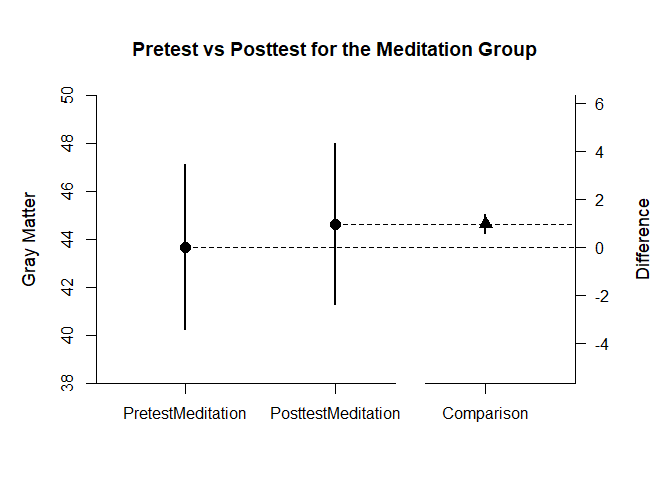 Pretest vs Posttest for the Meditation Group
Gray Matter
50
48
46
44
42
40
38
6
4
2
0
-2
-4
Difference
PretestMeditation
PosttestMeditation
Comparison